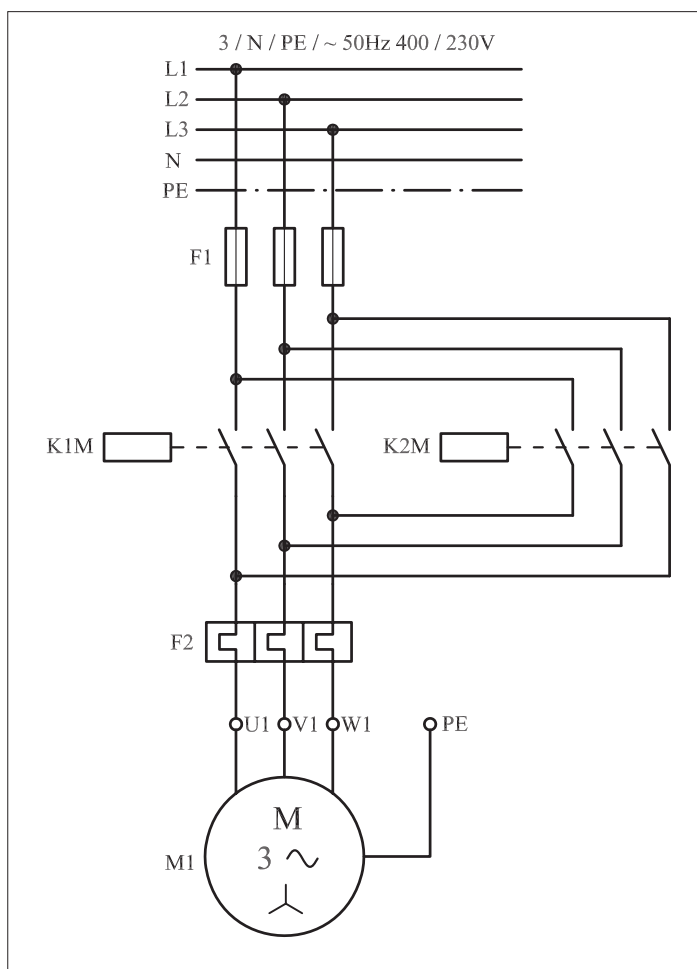 3 / N / PE / ~ 50Hz 400 / 230V
L1
L2
L3
N
PE
F1
K1M
K2M
F2
U1 V1 W1 PE
M
3
M1